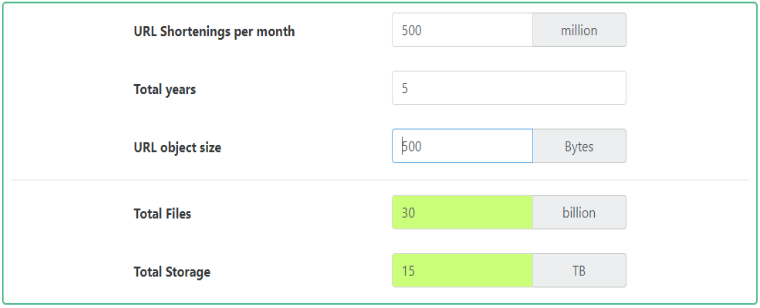 URL Shortenings per month 500 million
Total years 5
URL object size 500 Bytes
Total Files 30 billion
Total Storage 15 TB